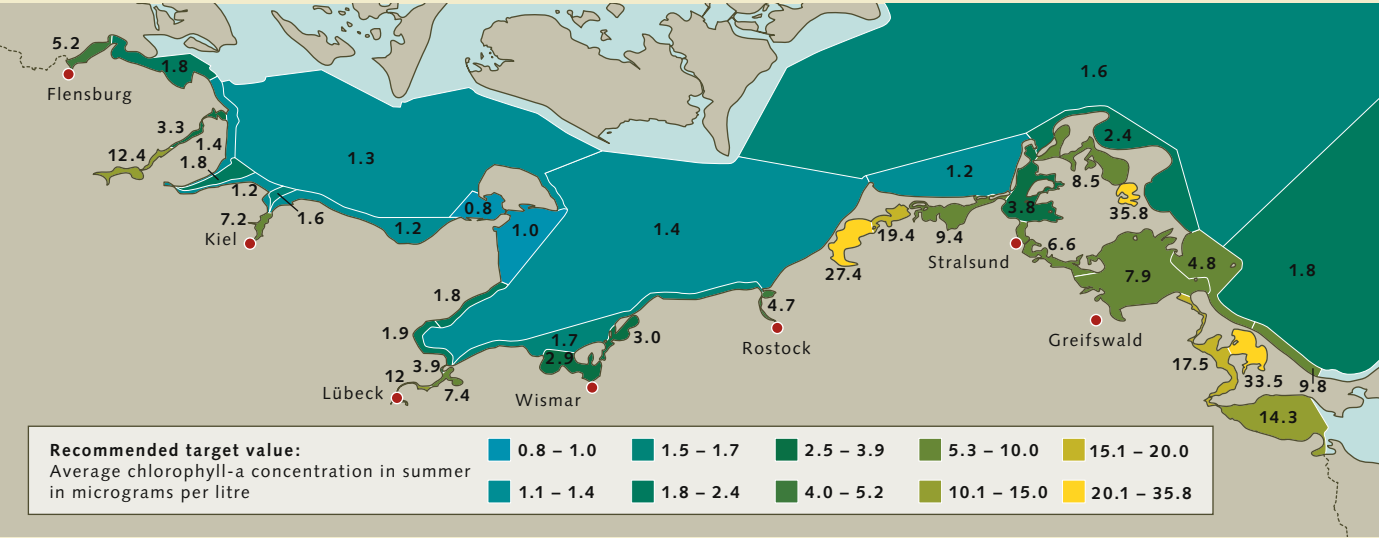 5.2
1.8
Flensburg
1.6
3.3
1.4
12.4
1.8
1.2
1.3
7.2
1.6
Kiel
0.8
1.2
1.0
1.4
1.2
2.4
8.5
35.8
3.8
19.4
9.4
27.4
Stralsund
6.6
7.9
4.8
1.8
Greifswald
1.8
1.9
1.7
2.9
3.0
4.7
Rostock
3.9
12
7.4
Lübeck
Wismar
17.5
33.5
9.8
14.3
Recommended target value:
Average chlorophyll-a concentration in summer
in micrograms per litre
0.8 – 1.0
1.5 – 1.7
2.5 – 3.9
5.3 – 10.0
15.1 – 20.0
1.1 – 1.4
1.8 – 2.4
4.0 – 5.2
10.1 – 15.0
20.1 – 35.8